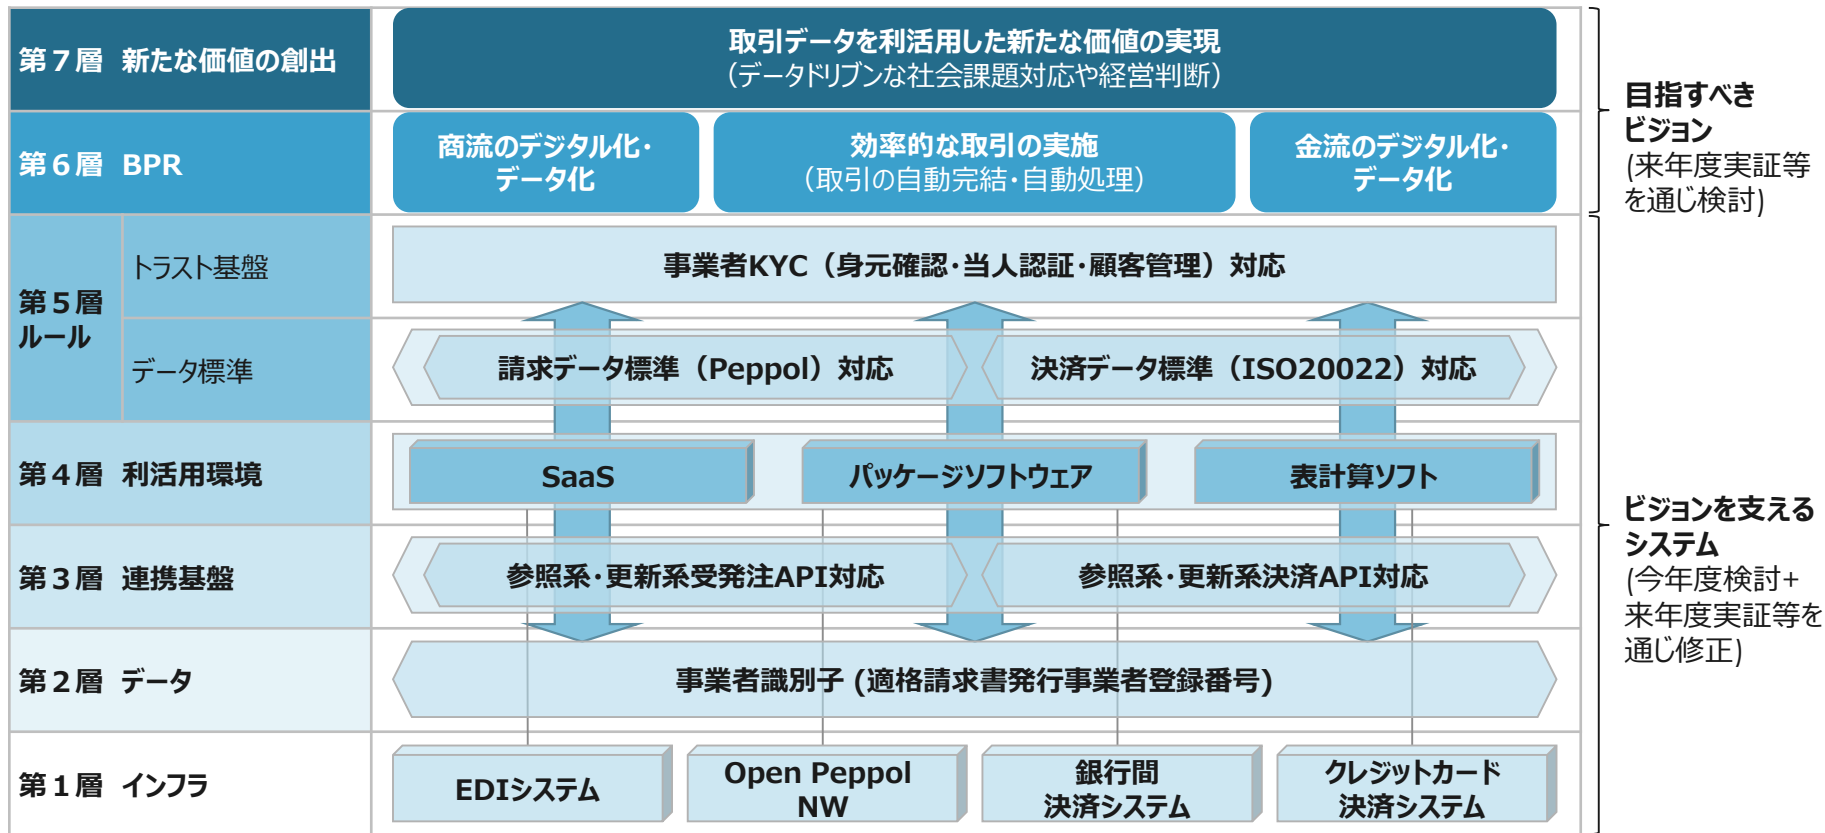 第７層 新たな価値の創出
取引データを利活用した新たな価値の実現
（データドリブンな社会課題対応や経営判断）
第６層 BPR
商流のデジタル化・
データ化
効率的な取引の実施
（取引の自動完結・自動処理）
金流のデジタル化・
データ化
目指すべき
ビジョン
(来年度実証等
を通じ検討)
第５層
ルール
トラスト基盤
事業者KYC（身元確認・当人認証・顧客管理）対応
データ標準
請求データ標準（Peppol）対応
決済データ標準（ISO20022）対応
第４層 利活用環境
SaaS
パッケージソフトウェア
表計算ソフト
第３層 連携基盤
参照系・更新系受発注API対応
参照系・更新系決済API対応
第２層 データ
事業者識別子 (適格請求書発行事業者登録番号)
第１層 インフラ
EDIシステム
Open Peppol
NW
銀行間
決済システム
クレジットカード
決済システム
ビジョンを支える
システム
(今年度検討+
来年度実証等を
通じ修正)